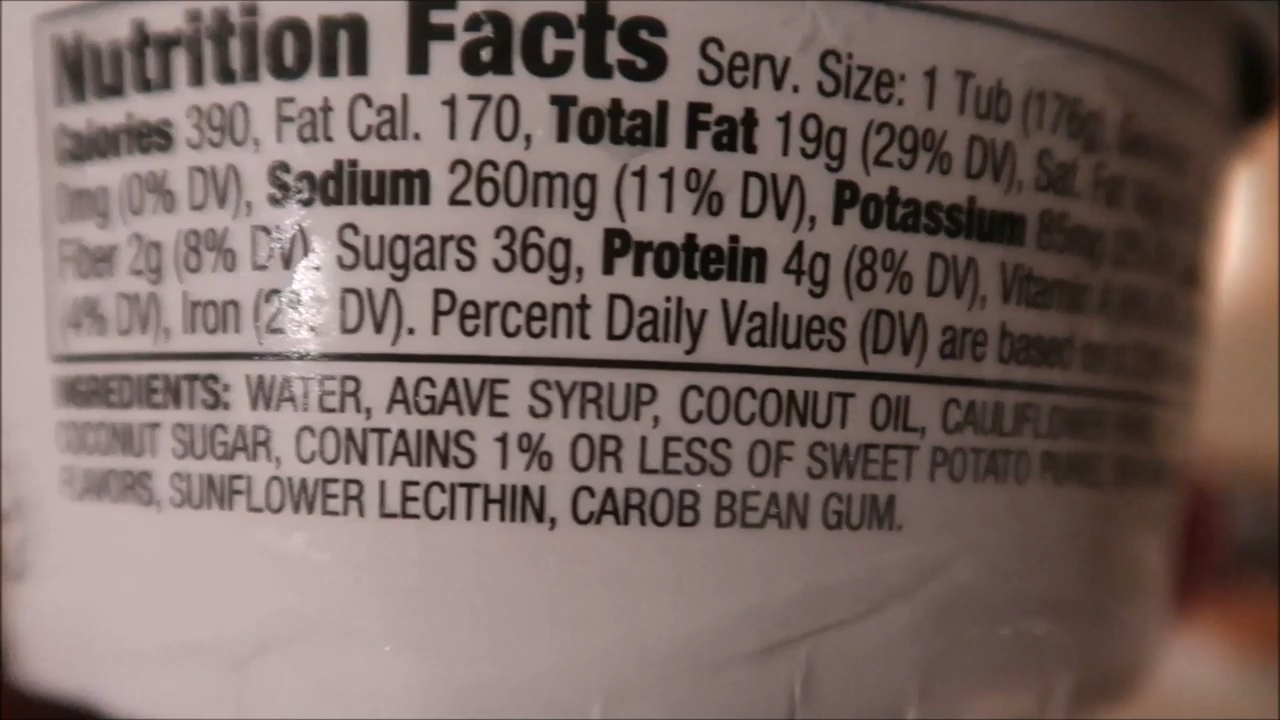 Nutrition Facts Serv. Size: 1 Tub (176g),
Calories 390, Fat Cal. 170, Total Fat 19g (29% DV), Sat. Fat
0mg (0% DV), Sodium 260mg (11% DV), Potassium 85mg
Fiber 2g (8% DV), Sugars 36g, Protein 4g (8% DV), Vitamin
(4% DV), Iron (2% DV). Percent Daily Values (DV) are based on
INGREDIENTS: WATER, AGAVE SYRUP, COCONUT OIL, CAULIFLOWER
COCONUT SUGAR, CONTAINS 1% OR LESS OF SWEET POTATO
FLAVORS, SUNFLOWER LECITHIN, CAROB BEAN GUM.